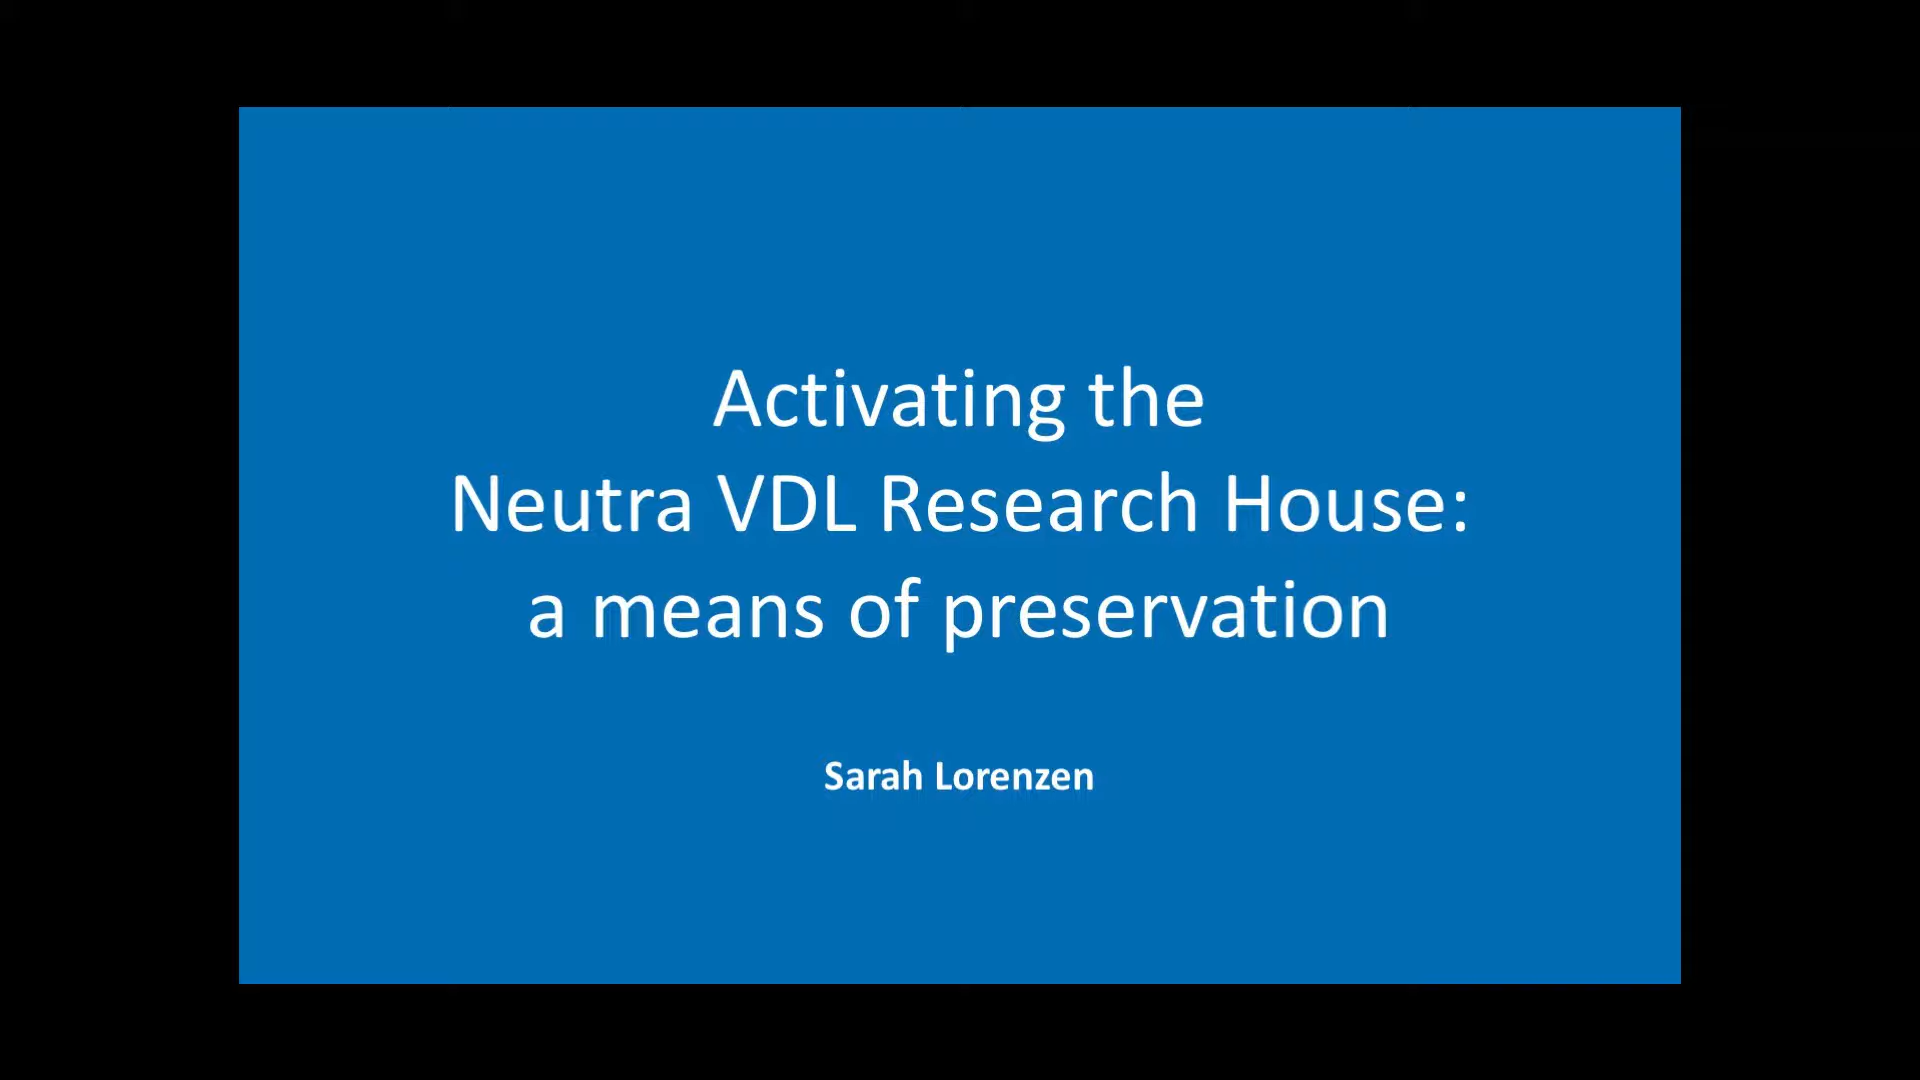 Activating the
Neutra VDL Research House:
a means of preservation
Sarah Lorenzen